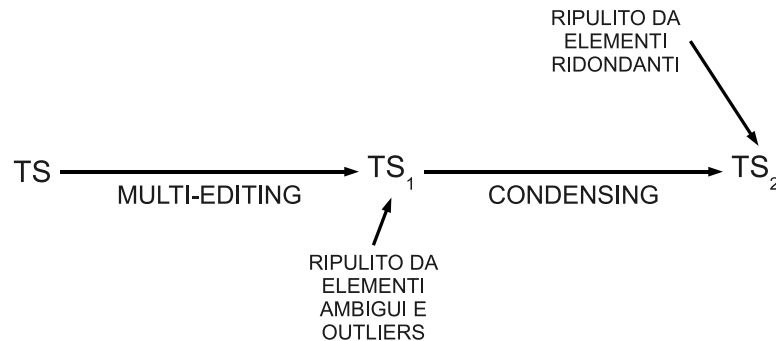 RIPULITO DA
ELEMENTI
RIDONDANTI
TS
MULTI-EDITING
TS₁
CONDENSING
TS₂
RIPULITO DA
ELEMENTI
AMBIGUI E
OUTLIERS